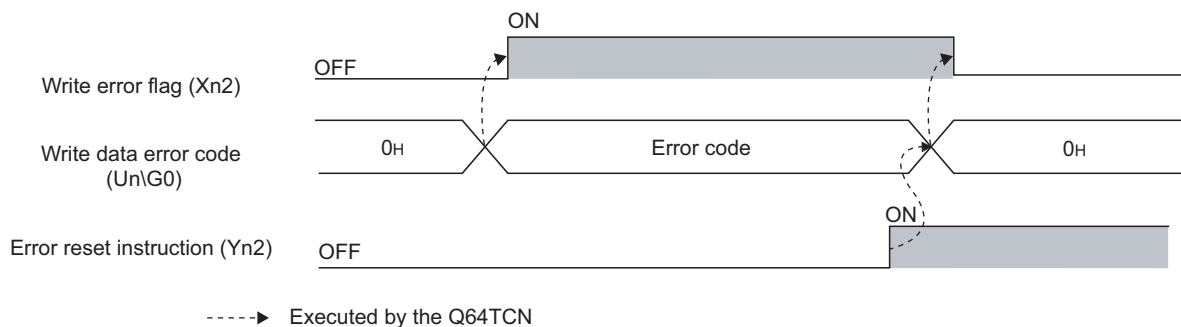 ON
OFF
Write error flag (Xn2)
0H
Error code
0H
Write data error code
(Un\G0)
ON
Error reset instruction (Yn2)
OFF
Executed by the Q64TCN